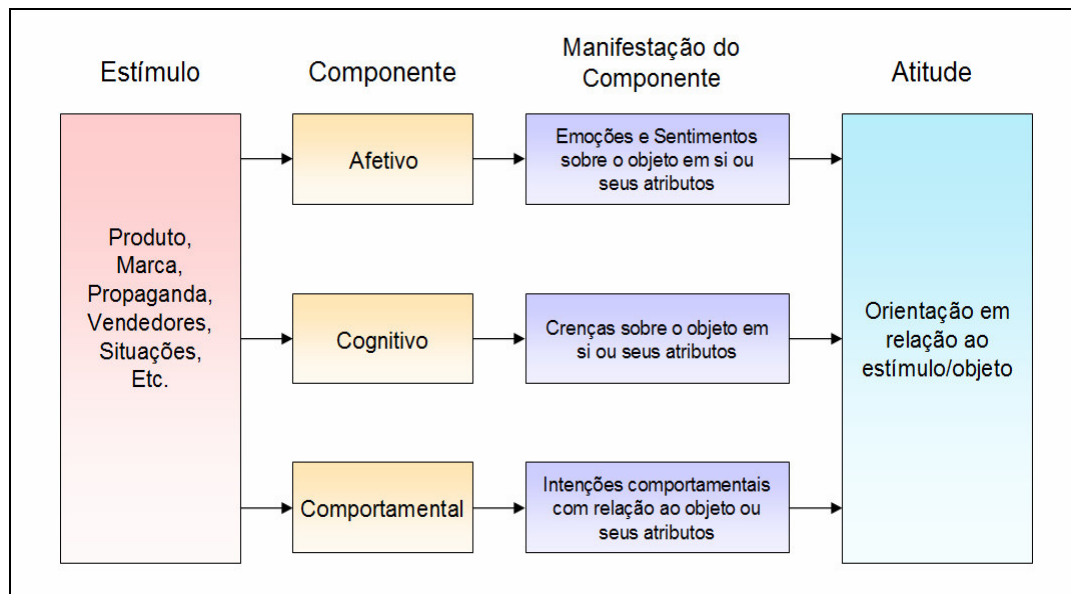 Estímulo
Componente
Manifestação do
Componente
Atitude
Produto,
Marca,
Propaganda,
Vendedores,
Situações,
Etc.
Afetivo
Emoções e Sentimentos
sobre o objeto em si ou
seus atributos
Cognitivo
Crenças sobre o objeto em
si ou seus atributos
Comportamental
Intenções comportamentais
com relação ao objeto ou
seus atributos
Orientação em
relação ao
estímulo/objeto